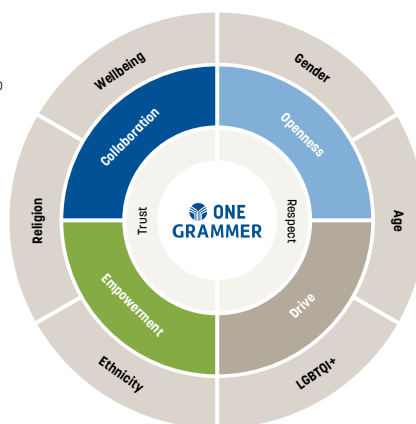 Wellbeing
Gender
Collaboration
Openness
Religion
Trust
ONE
GRAMMER
Respect
Age
Empowerment
Drive
Ethnicity
LGBTQI+